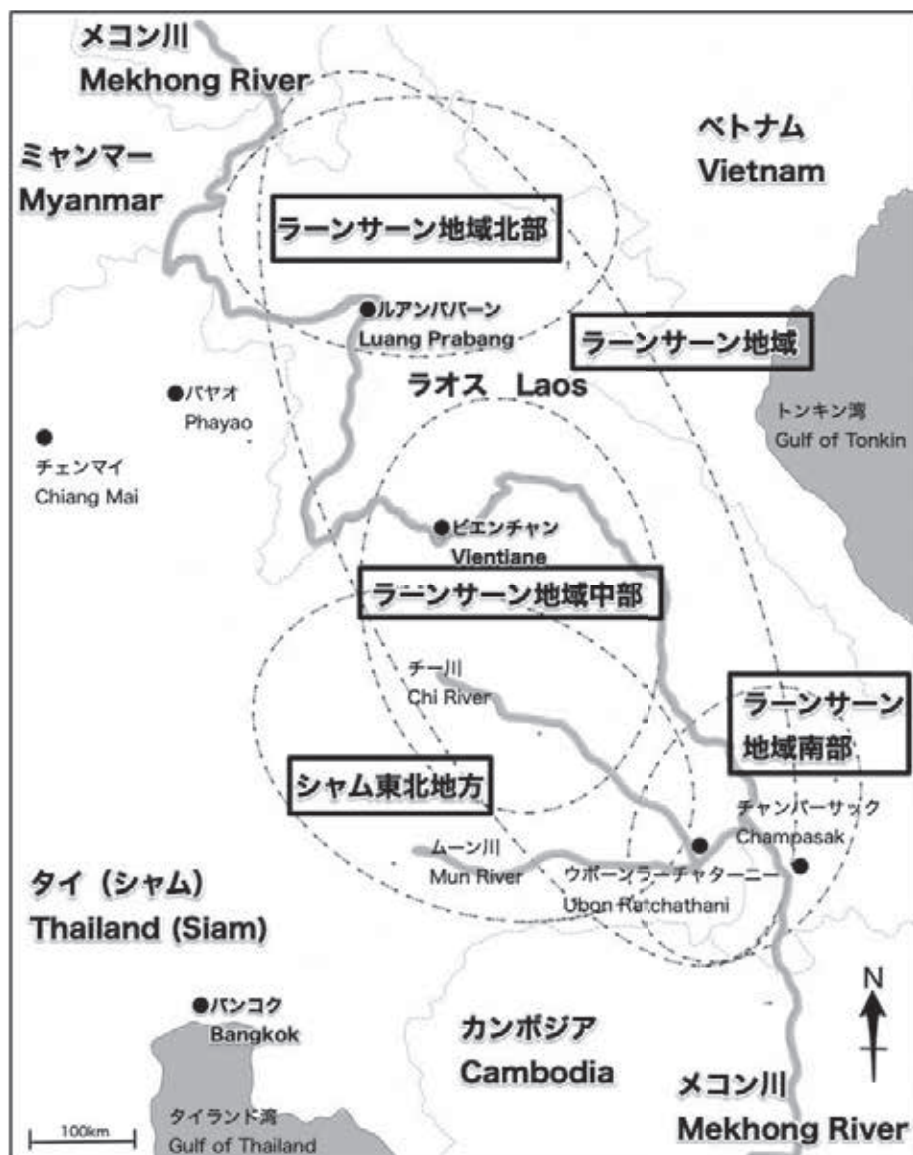 メコン川
Mekhong River
ミャンマー
Myanmar
ベトナム
Vietnam
ラーンサーン地域北部
ルアンパバーン
Luang Prabang
ラーンサーン地域
ラオス Laos
パヤオ
Phayao
トンキン湾
Gulf of Tonkin
チェンマイ
Chiang Mai
ビエンチャン
Vientiane
ラーンサーン地域中部
チー川
Chi River
ラーンサーン
地域南部
シャム東北地方
チャンパーサック
Champasak
ムーン川
Mun River
ウボーンラーチャターニー
Ubon Ratchathani
タイ（シャム）
Thailand (Siam)
N
バンコク
Bangkok
カンボジア
Cambodia
メコン川
Mekhong River
タイランド湾
Gulf of Thailand
100km